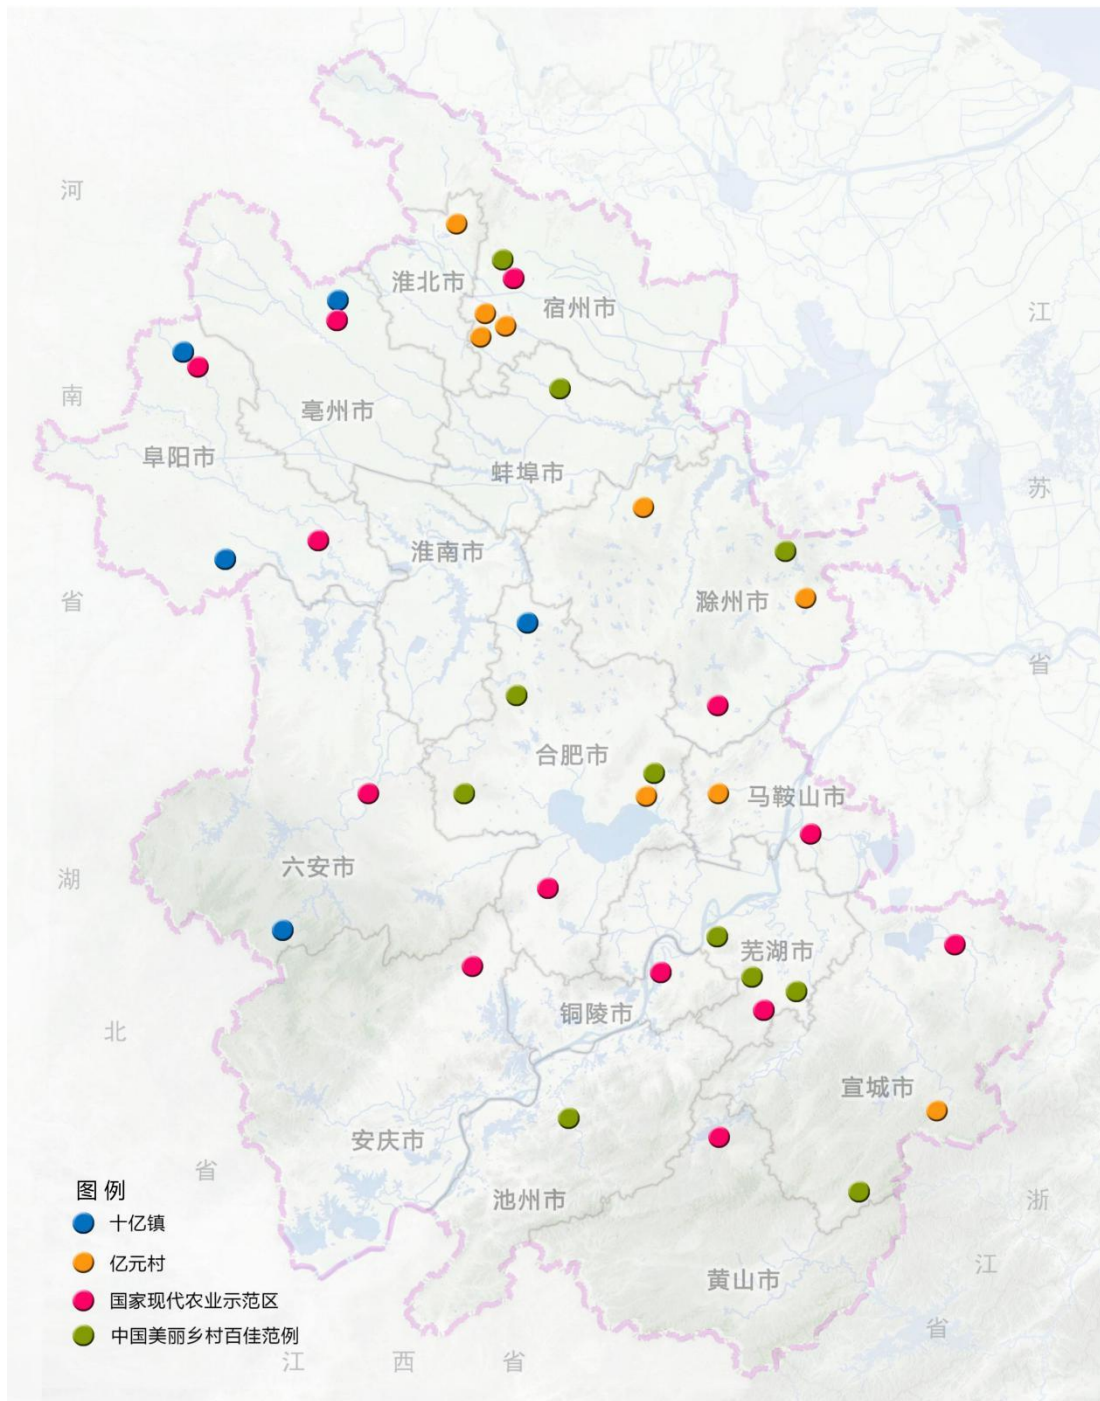 河
南
省
江
苏
省
淮北市
宿州市
亳州市
阜阳市
蚌埠市
淮南市
滁州市
合肥市
马鞍山市
六安市
芜湖市
铜陵市
宣城市
安庆市
池州市
黄山市
湖
北
省
浙
江
省
江 西 省
图 例
十亿镇
亿元村
国家现代农业示范区
中国美丽乡村百佳范例